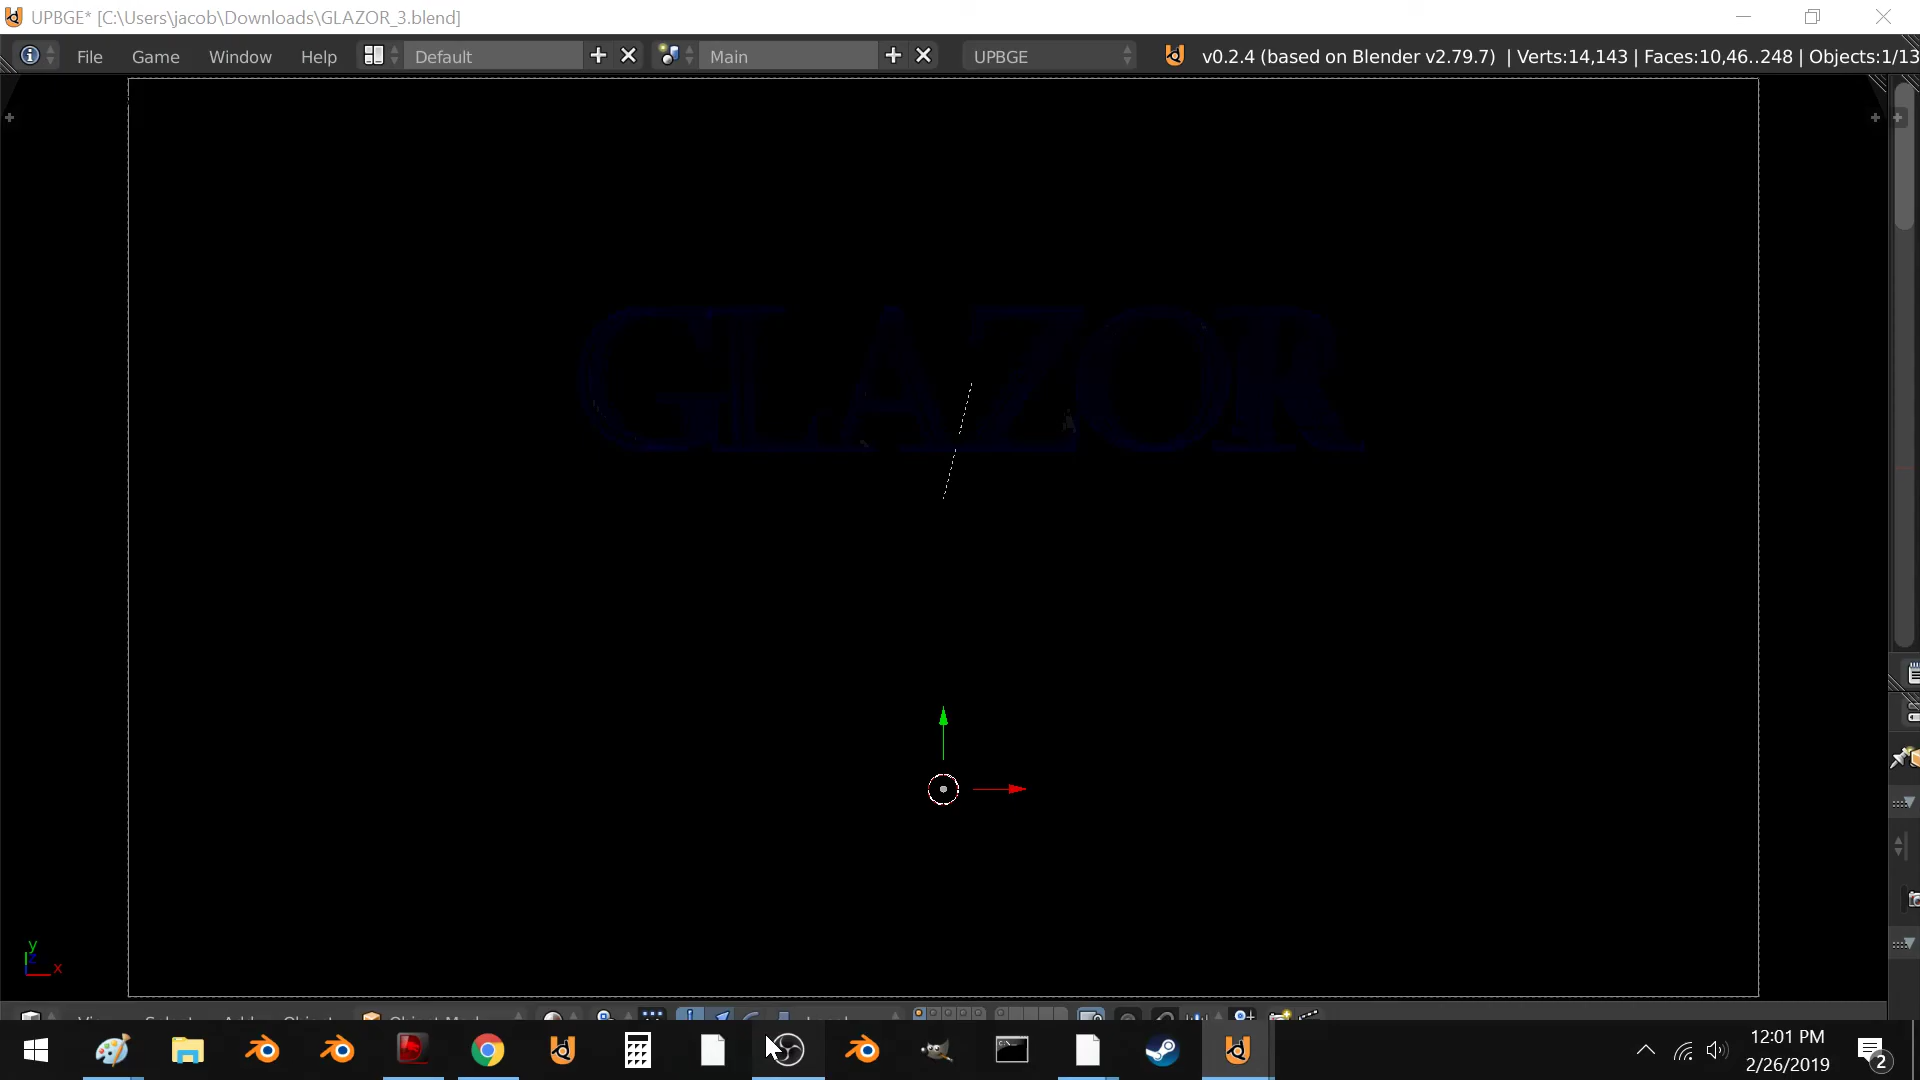 UPBGE* [C:\Users\jacob\Downloads\GLAZOR_3.blend]
File Game Window Help Default Main UPBGE v0.2.4 (based on Blender v2.79.7) | Verts:14,143 | Faces:10,46..248 | Objects:1/13
GLAZOR
y
z
x
12:01 PM
2/26/2019
2